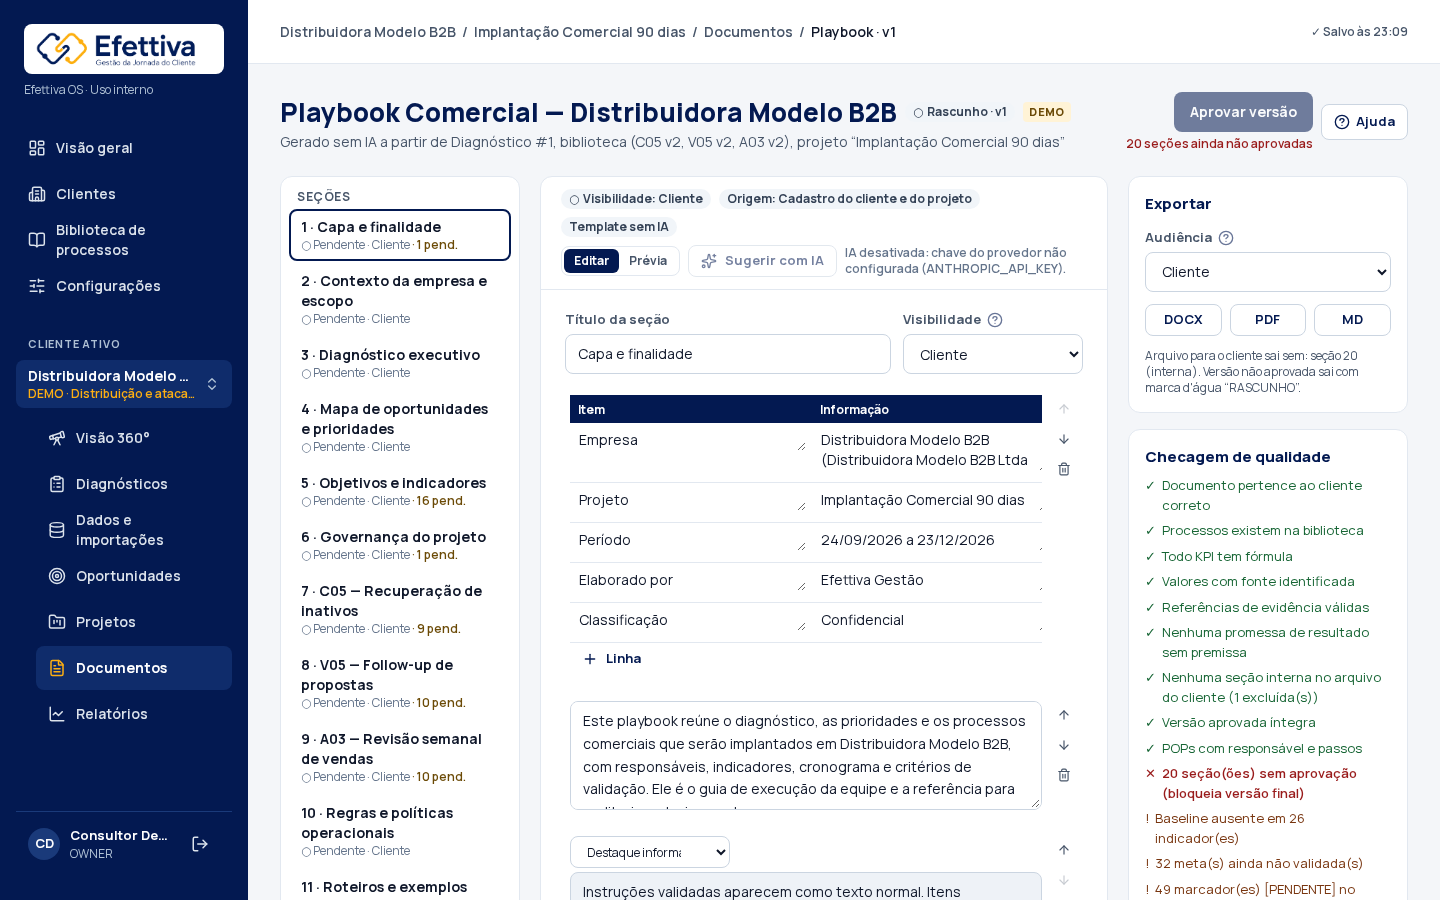 Efettiva
Gestão da Jornada do Cliente
Efettiva OS · Uso interno
Visão geral
Clientes
Biblioteca de
processos
Configurações
CLIENTE ATIVO
Distribuidora Modelo ...
DEMO · Distribuição e ataca...
Visão 360°
Diagnósticos
Dados e
importações
Oportunidades
Projetos
Documentos
Relatórios
CD
Consultor De...
OWNER
Distribuidora Modelo B2B / Implantação Comercial 90 dias / Documentos / Playbook · v1
✓ Salvo às 23:09
Playbook Comercial — Distribuidora Modelo B2B
Rascunho · v1
DEMO
Gerado sem IA a partir de Diagnóstico #1, biblioteca (C05 v2, V05 v2, A03 v2), projeto “Implantação Comercial 90 dias”
Aprovar versão
20 seções ainda não aprovadas
Ajuda
SEÇÕES
1 · Capa e finalidade
Pendente · Cliente · 1 pend.
2 · Contexto da empresa e
escopo
Pendente · Cliente
3 · Diagnóstico executivo
Pendente · Cliente
4 · Mapa de oportunidades
e prioridades
Pendente · Cliente
5 · Objetivos e indicadores
Pendente · Cliente · 16 pend.
6 · Governança do projeto
Pendente · Cliente · 1 pend.
7 · C05 — Recuperação de
inativos
Pendente · Cliente · 9 pend.
8 · V05 — Follow-up de
propostas
Pendente · Cliente · 10 pend.
9 · A03 — Revisão semanal
de vendas
Pendente · Cliente · 10 pend.
10 · Regras e políticas
operacionais
Pendente · Cliente
11 · Roteiros e exemplos
Visibilidade: Cliente
Origem: Cadastro do cliente e do projeto
Template sem IA
Editar
Prévia
Sugerir com IA
IA desativada: chave do provedor não
configurada (ANTHROPIC_API_KEY).
Título da seção
Capa e finalidade
Visibilidade
Cliente
Item
Informação
Empresa
Distribuidora Modelo B2B
(Distribuidora Modelo B2B Ltda
Projeto
Implantação Comercial 90 dias
Período
24/09/2026 a 23/12/2026
Elaborado por
Efettiva Gestão
Classificação
Confidencial
Linha
Este playbook reúne o diagnóstico, as prioridades e os processos
comerciais que serão implantados em Distribuidora Modelo B2B,
com responsáveis, indicadores, cronograma e critérios de
validação. Ele é o guia de execução da equipe e a referência para
Destaque informa
Instruções validadas aparecem como texto normal. Itens
Exportar
Audiência
Cliente
DOCX
PDF
MD
Arquivo para o cliente sai sem: seção 20
(interna). Versão não aprovada sai com
marca d'água “RASCUNHO”.
Checagem de qualidade
✓ Documento pertence ao cliente
correto
✓ Processos existem na biblioteca
✓ Todo KPI tem fórmula
✓ Valores com fonte identificada
✓ Referências de evidência válidas
✓ Nenhuma promessa de resultado
sem premissa
✓ Nenhuma seção interna no arquivo
do cliente (1 excluída(s))
✓ Versão aprovada íntegra
✓ POPs com responsável e passos
✕ 20 seção(ões) sem aprovação
(bloqueia versão final)
! Baseline ausente em 26
indicador(es)
! 32 meta(s) ainda não validada(s)
! 49 marcador(es) [PENDENTE] no